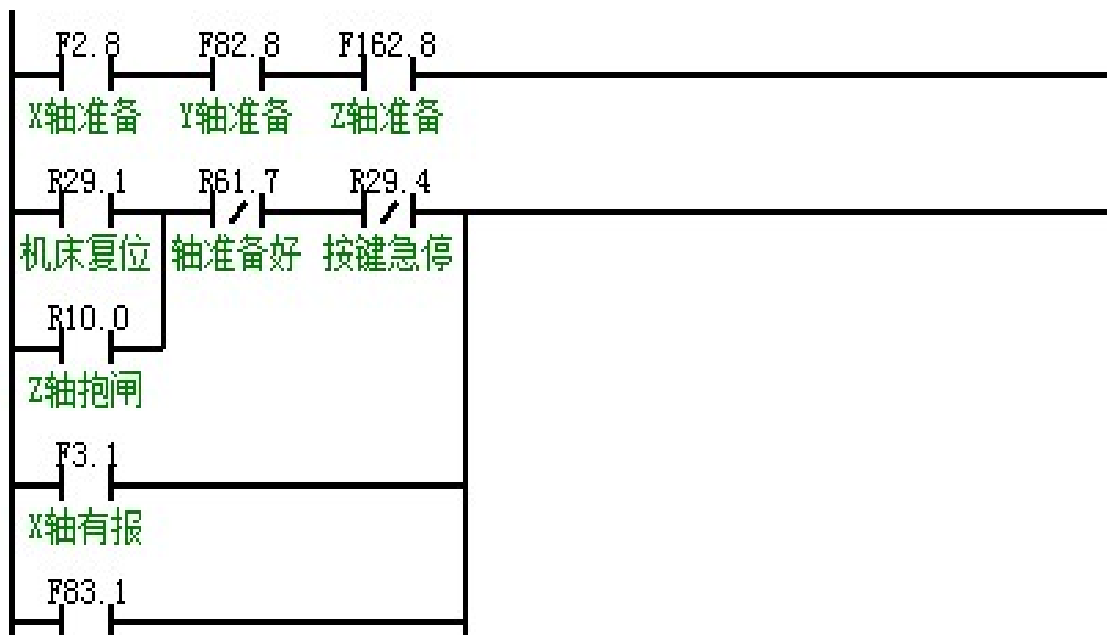 F2.8 F82.8 F162.8
X轴准备 Y轴准备 Z轴准备
R29.1 R61.7 R29.4
机床复位 轴准备好 按键急停
R10.0
Z轴抱闸
F3.1
X轴有报
F83.1